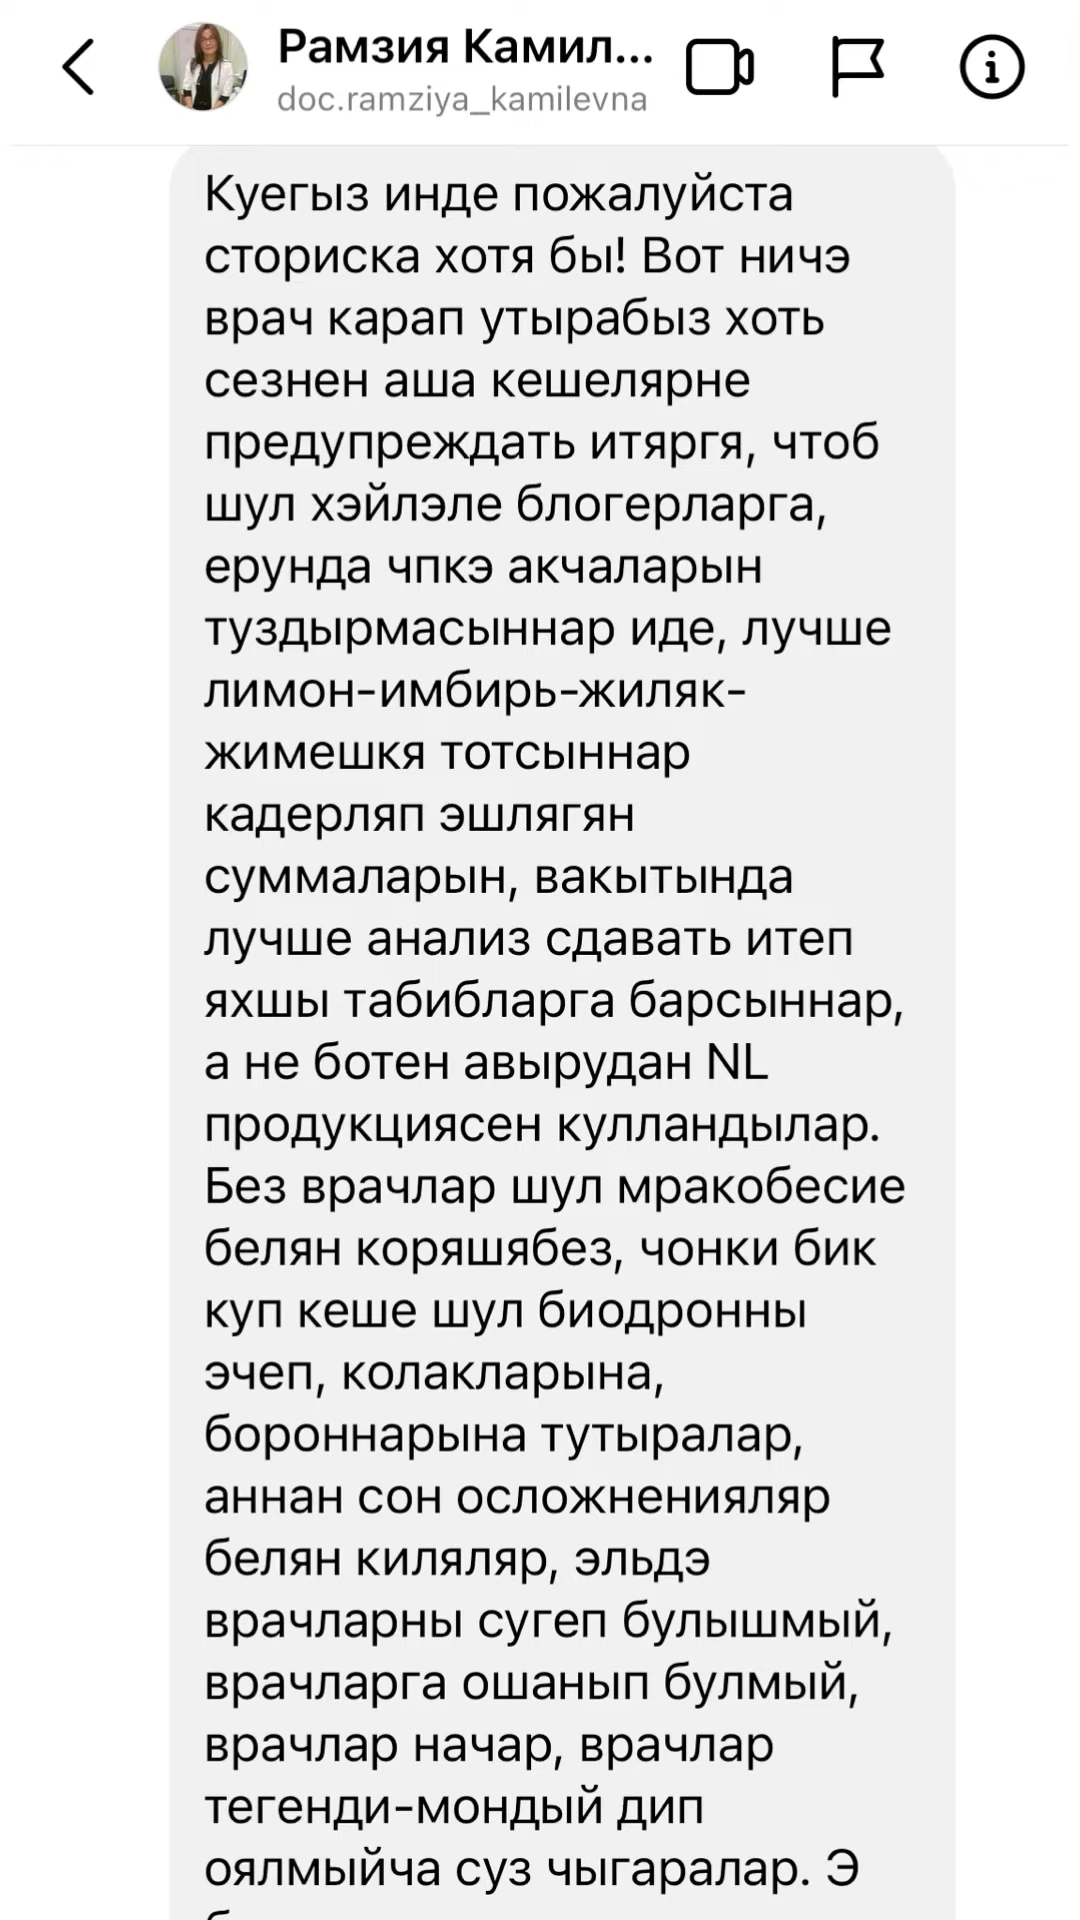 Рамзия Камил...
doc.ramziya_kamilevna
Куегыз инде пожалуйста
сториска хотя бы! Вот ничэ
врач карап утырабыз хоть
сезнен аша кешелярне
предупреждать итяргя, чтоб
шул хэйлэле блогерларга,
ерунда чпкэ акчаларын
туздырмасыннар иде, лучше
лимон-имбирь-жиляк-
жимешкя тотсыннар
кадерляп эшлягян
суммаларын, вакытында
лучше анализ сдавать итеп
яхшы табибларга барсыннар,
а не ботен авырудан NL
продукциясен кулландылар.
Без врачлар шул мракобесие
белян коряшябез, чонки бик
куп кеше шул биодронны
эчеп, колакларына,
бороннарына тутыралар,
аннан сон осложнениялĸяр
белян киляляр, эльдэ
врачларны сугеп булышмый,
врачларга ошанып булмый,
врачлар начар, врачлар
тегенди-мондый дип
оялмыйча суз чыгаралар. Э